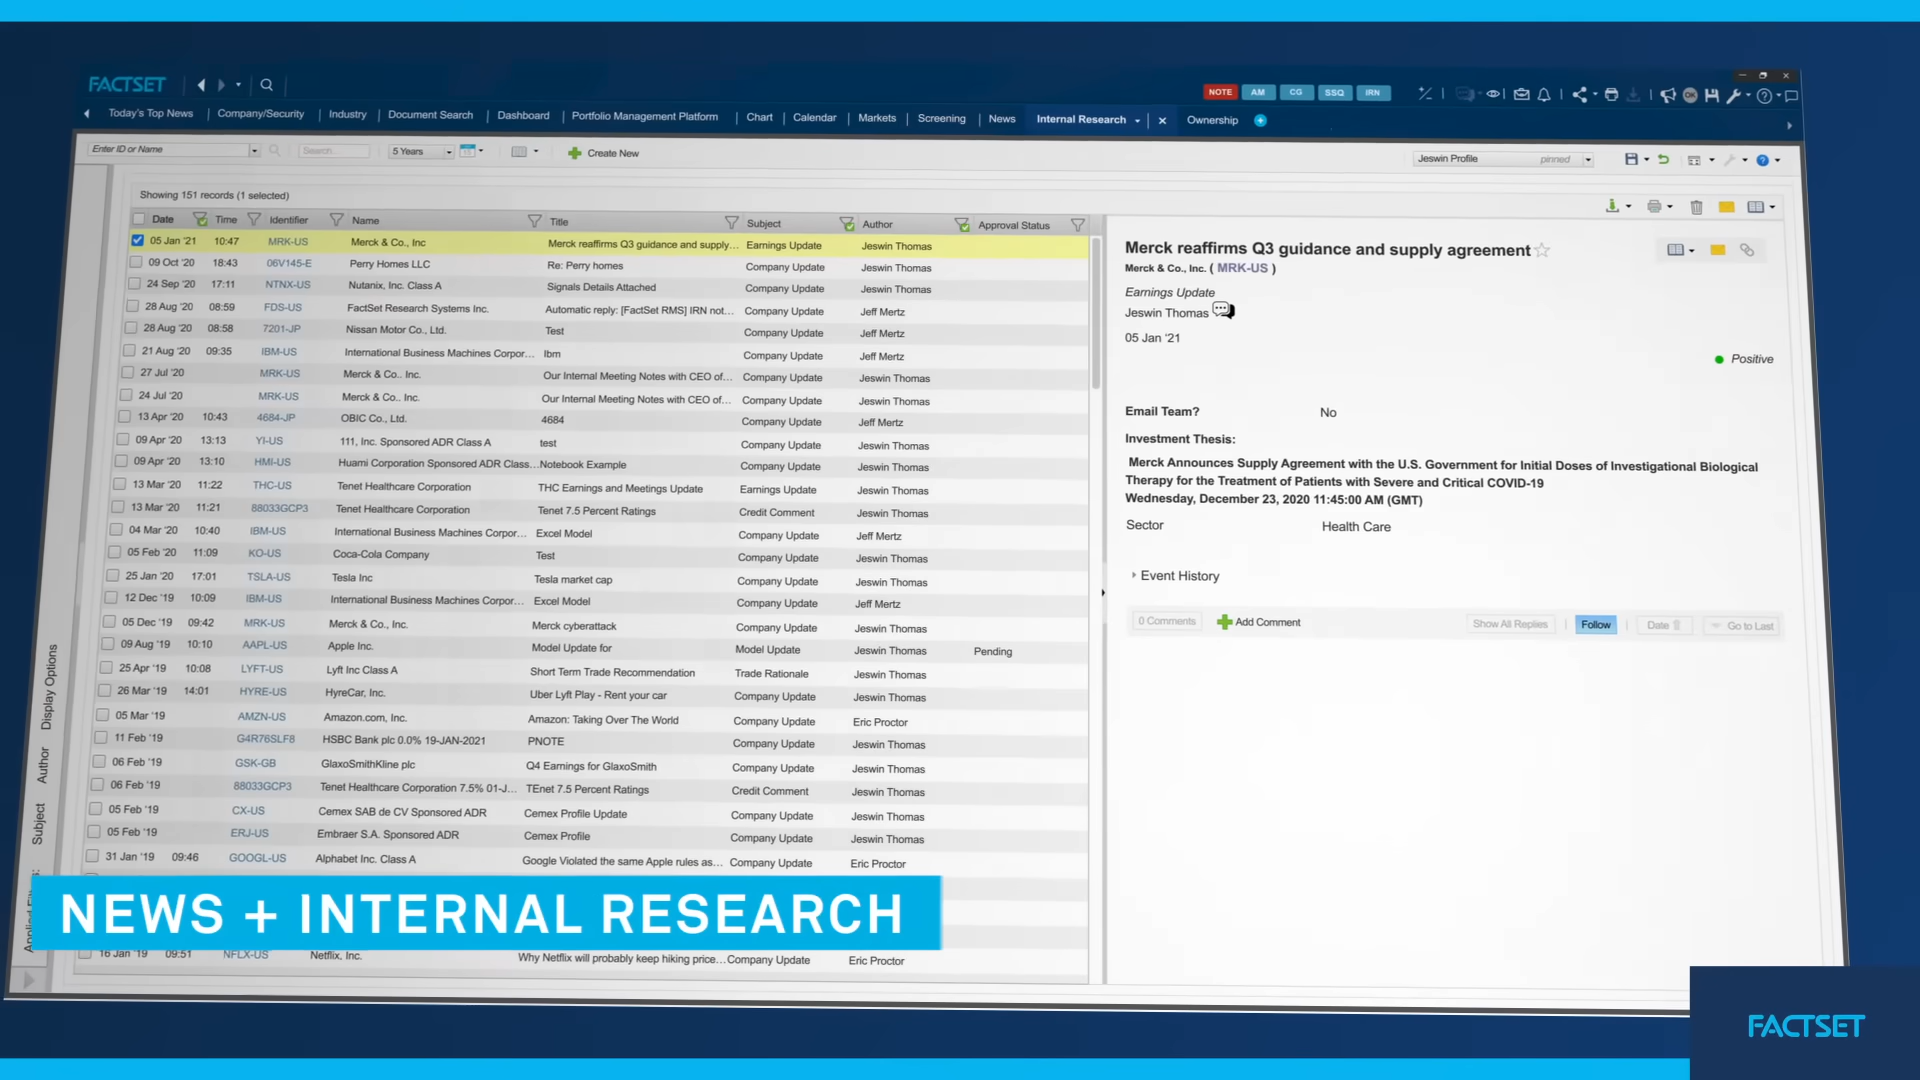 FACTSET
NOTE AM CG SSQ IRN
Today's Top News Company/Security Industry Document Search Dashboard Portfolio Management Platform Chart Calendar Markets Screening News Internal Research Ownership
Enter ID or Name Search... 5 Years Create New Jeswin Profile pinned
Showing 151 records (1 selected)
Date Time Identifier Name Title Subject Author Approval Status
05 Jan '21 10:47 MRK-US Merck & Co., Inc Merck reaffirms Q3 guidance and supply... Earnings Update Jeswin Thomas
09 Oct '20 18:43 06V145-E Perry Homes LLC Re: Perry homes Company Update Jeswin Thomas
24 Sep '20 17:11 NTNX-US Nutanix, Inc. Class A Signals Details Attached Company Update Jeswin Thomas
28 Aug '20 08:59 FDS-US FactSet Research Systems Inc. Automatic reply: [FactSet RMS] IRN not... Company Update Jeff Mertz
28 Aug '20 08:58 7201-JP Nissan Motor Co., Ltd. Test Company Update Jeff Mertz
21 Aug '20 09:35 IBM-US International Business Machines Corpor... Ibm Company Update Jeff Mertz
27 Jul '20 MRK-US Merck & Co.. Inc. Our Internal Meeting Notes with CEO of... Company Update Jeswin Thomas
24 Jul '20 MRK-US Merck & Co.. Inc. Our Internal Meeting Notes with CEO of... Company Update Jeswin Thomas
13 Apr '20 10:43 4684-JP OBIC Co., Ltd. 4684 Company Update Jeff Mertz
09 Apr '20 13:13 YI-US 111, Inc. Sponsored ADR Class A test Company Update Jeswin Thomas
09 Apr '20 13:10 HMI-US Huami Corporation Sponsored ADR Class... Notebook Example Company Update Jeswin Thomas
13 Mar '20 11:22 THC-US Tenet Healthcare Corporation THC Earnings and Meetings Update Earnings Update Jeswin Thomas
13 Mar '20 11:21 88033GCP3 Tenet Healthcare Corporation Tenet 7.5 Percent Ratings Credit Comment Jeswin Thomas
04 Mar '20 10:40 IBM-US International Business Machines Corpor... Excel Model Company Update Jeff Mertz
05 Feb '20 11:09 KO-US Coca-Cola Company Test Company Update Jeswin Thomas
25 Jan '20 17:01 TSLA-US Tesla Inc Tesla market cap Company Update Jeswin Thomas
12 Dec '19 10:09 IBM-US International Business Machines Corpor... Excel Model Company Update Jeff Mertz
05 Dec '19 09:42 MRK-US Merck & Co., Inc. Merck cyberattack Company Update Jeswin Thomas
09 Aug '19 10:10 AAPL-US Apple Inc. Model Update for Model Update Jeswin Thomas Pending
25 Apr '19 10:08 LYFT-US Lyft Inc Class A Short Term Trade Recommendation Trade Rationale Jeswin Thomas
26 Mar '19 14:01 HYRE-US HyreCar, Inc. Uber Lyft Play - Rent your car Company Update Jeswin Thomas
05 Mar '19 AMZN-US Amazon.com, Inc. Amazon: Taking Over The World Company Update Eric Proctor
11 Feb '19 G4R76SLF8 HSBC Bank plc 0.0% 19-JAN-2021 PNOTE Company Update Jeswin Thomas
06 Feb '19 GSK-GB GlaxoSmithKline plc Q4 Earnings for GlaxoSmith Company Update Jeswin Thomas
06 Feb '19 88033GCP3 Tenet Healthcare Corporation 7.5% 01-J... TEnet 7.5 Percent Ratings Credit Comment Jeswin Thomas
05 Feb '19 CX-US Cemex SAB de CV Sponsored ADR Cemex Profile Update Company Update Jeswin Thomas
05 Feb '19 ERJ-US Embraer S.A. Sponsored ADR Cemex Profile Company Update Jeswin Thomas
31 Jan '19 09:46 GOOGL-US Alphabet Inc. Class A Google Violated the same Apple rules as... Company Update Eric Proctor
16 Jan '19 09:51 NFLX-US Netflix, Inc. Why Netflix will probably keep hiking price... Company Update Eric Proctor
Display Options
Author
Subject
Merck reaffirms Q3 guidance and supply agreement
Merck & Co., Inc. ( MRK-US )
Earnings Update
Jeswin Thomas
05 Jan '21
Positive
Email Team? No
Investment Thesis:
Merck Announces Supply Agreement with the U.S. Government for Initial Doses of Investigational Biological
Therapy for the Treatment of Patients with Severe and Critical COVID-19
Wednesday, December 23, 2020 11:45:00 AM (GMT)
Sector Health Care
Event History
0 Comments Add Comment Show All Replies Follow Date Go to Last
NEWS + INTERNAL RESEARCH
FACTSET